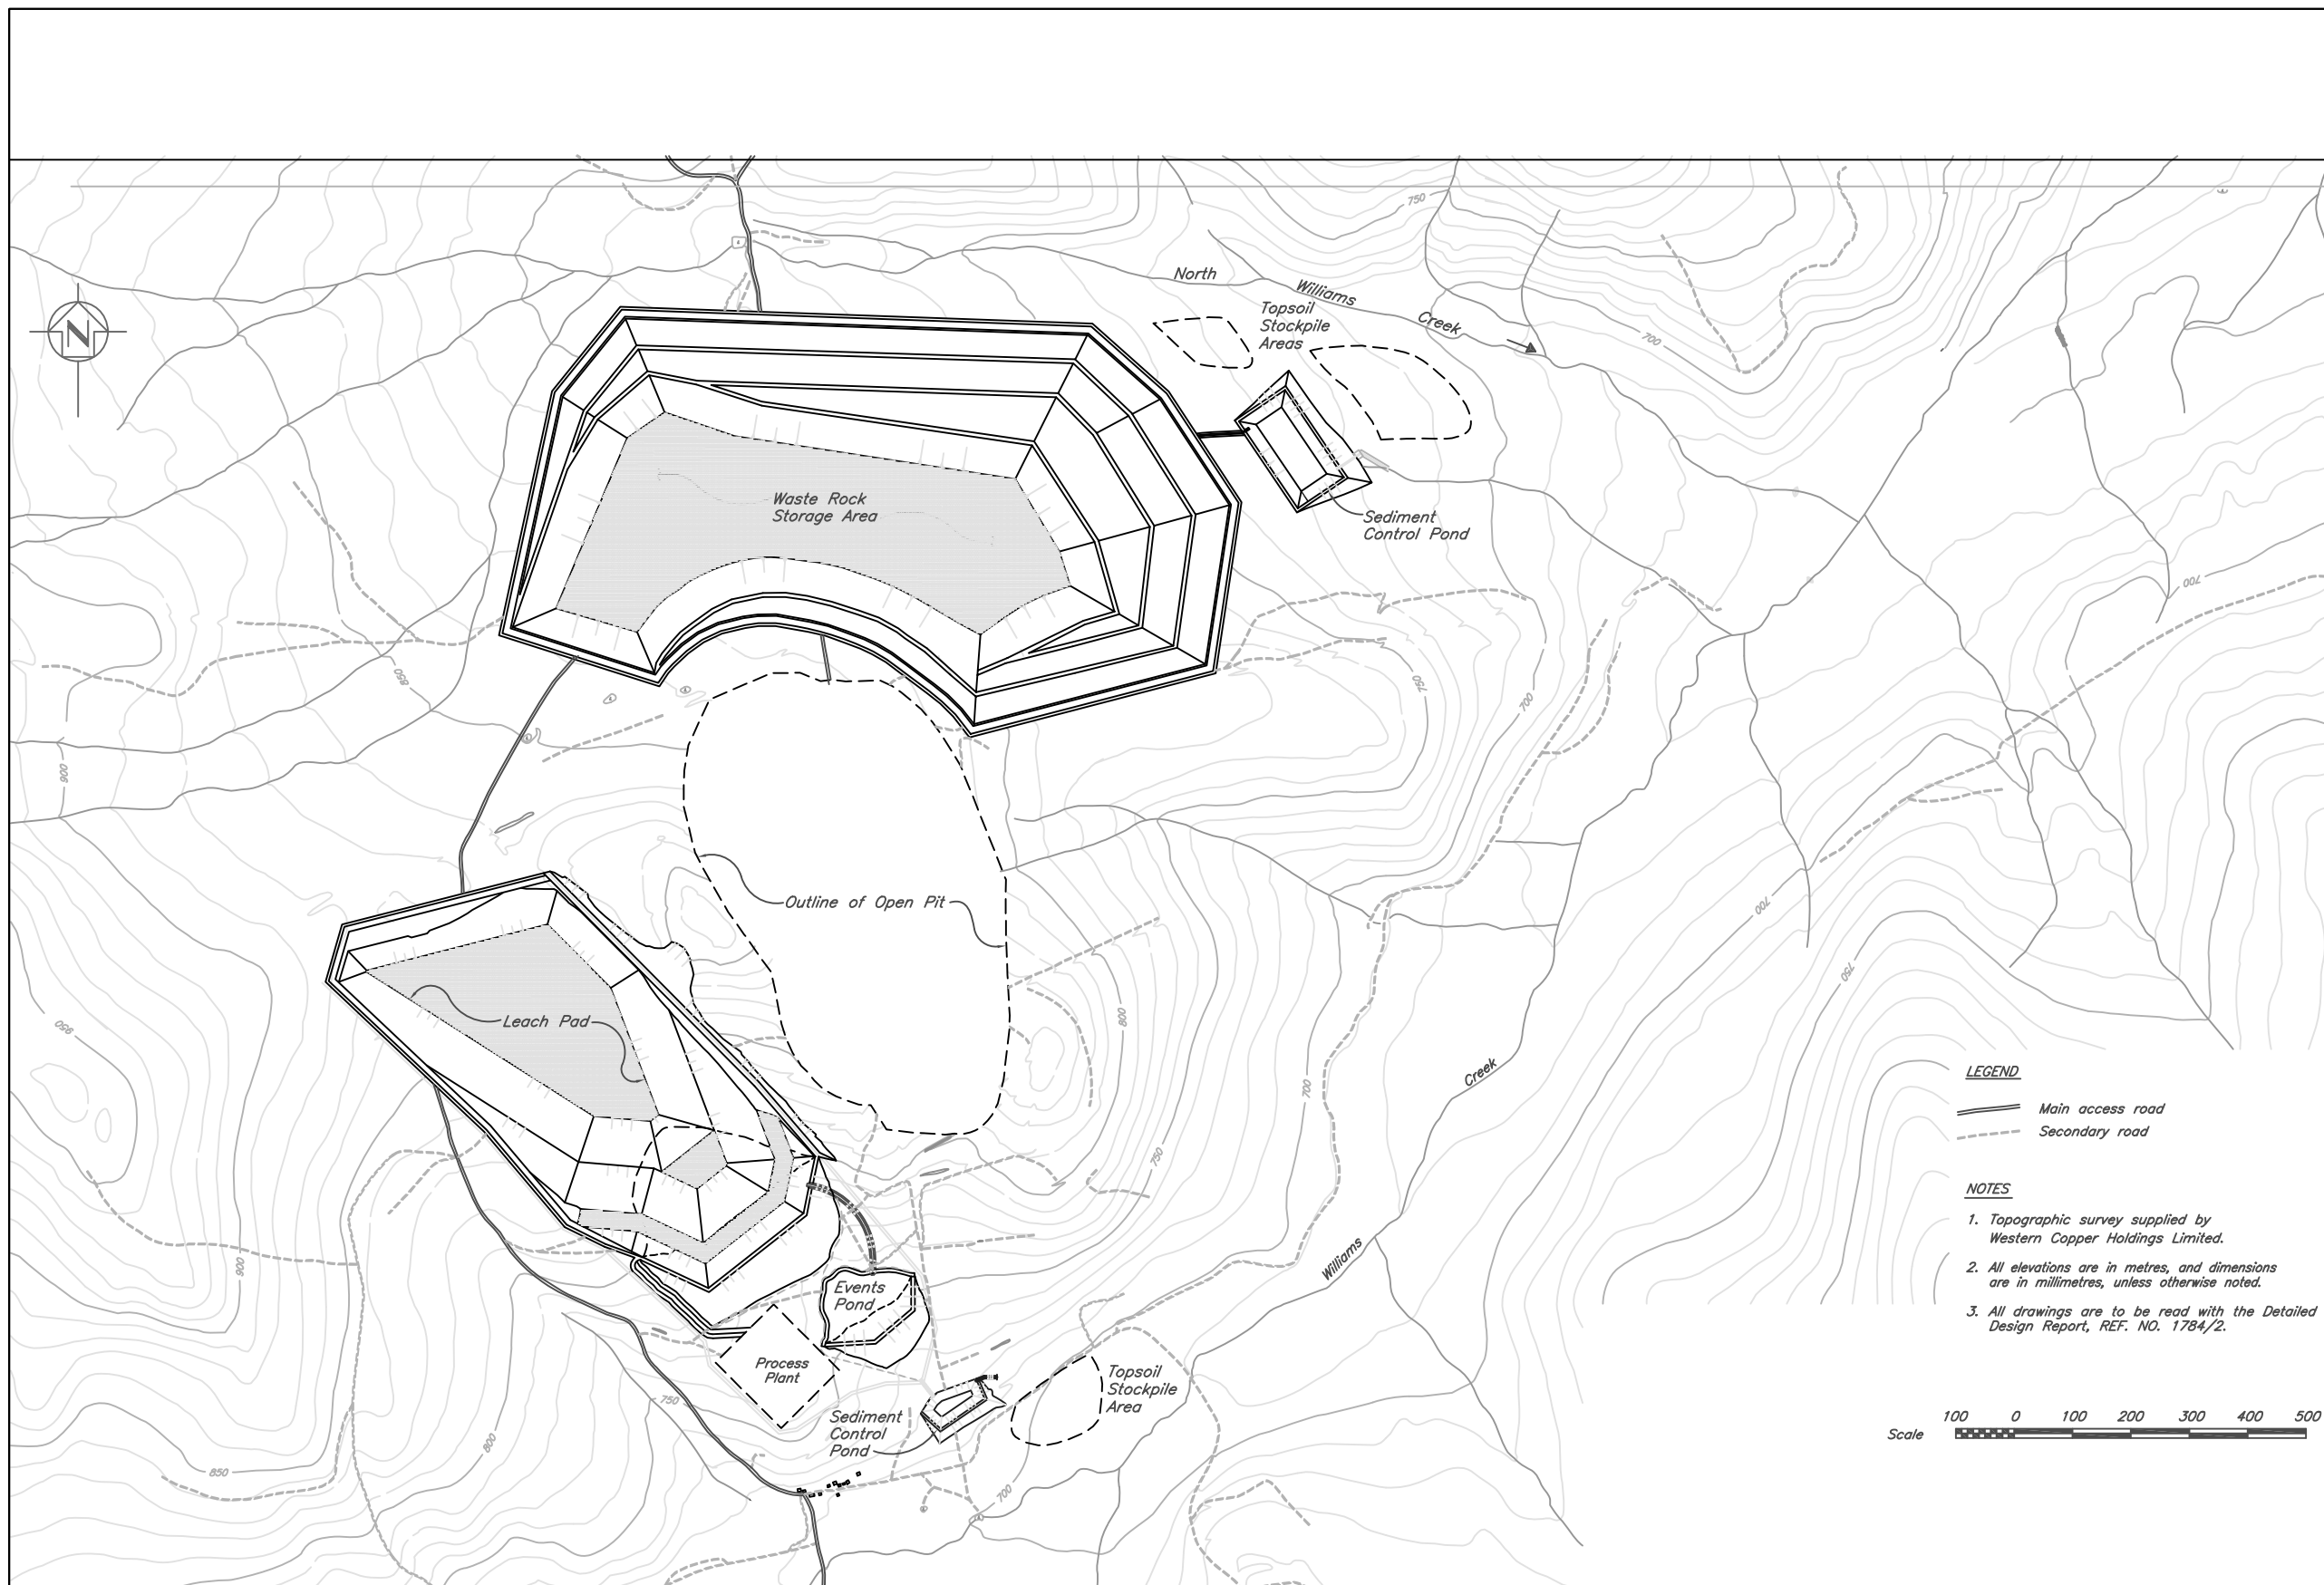 750
North
Williams
Creek
Topsoil
Stockpile
Areas
700
N
Waste Rock
Storage Area
Sediment
Control Pond
700
850
750
700
900
Outline of Open Pit
700
750
Leach Pad
950
800
700
Creek
LEGEND
Main access road
Secondary road
750
NOTES
1. Topographic survey supplied by
Western Copper Holdings Limited.
2. All elevations are in metres, and dimensions
are in millimetres, unless otherwise noted.
3. All drawings are to be read with the Detailed
Design Report, REF. NO. 1784/2.
900
Williams
Events
Pond
Process
Plant
Topsoil
Stockpile
Area
750
Sediment
Control
Pond
800
850
700
100 0 100 200 300 400 500
Scale